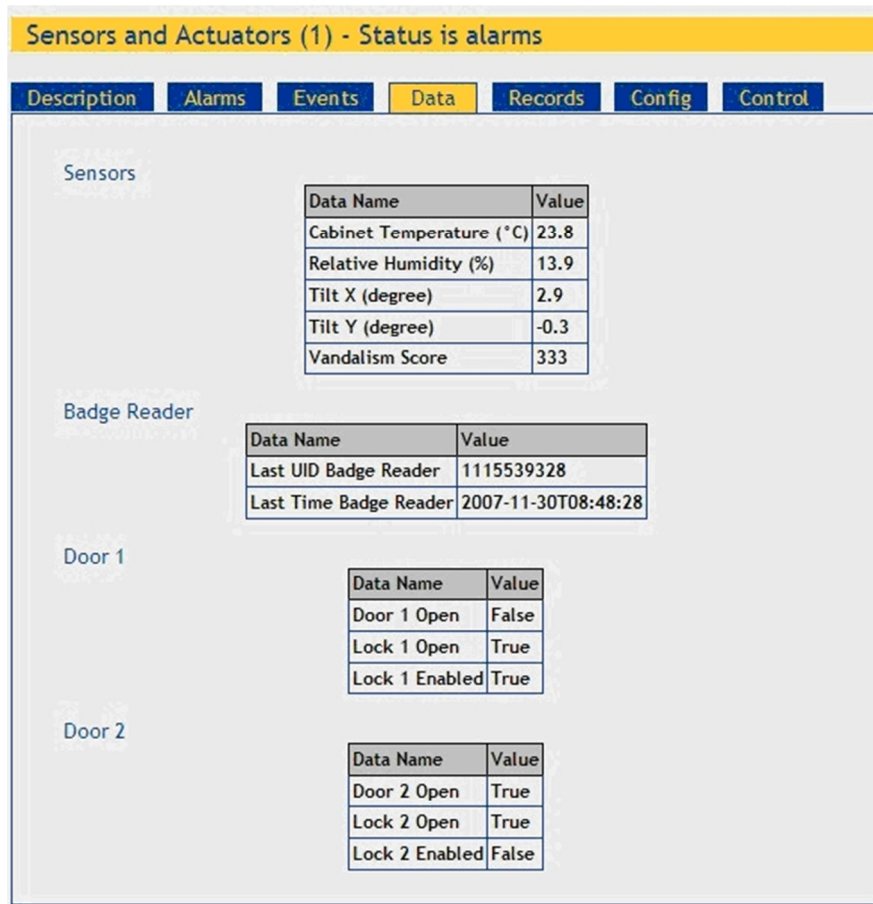 Sensors and Actuators (1) - Status is alarms
Description Alarms Events Data Records Config Control
Sensors
Data Name Value
Cabinet Temperature (°C) 23.8
Relative Humidity (%) 13.9
Tilt X (degree) 2.9
Tilt Y (degree) -0.3
Vandalism Score 333
Badge Reader
Data Name Value
Last UID Badge Reader 1115539328
Last Time Badge Reader 2007-11-30T08:48:28
Door 1
Data Name Value
Door 1 Open False
Lock 1 Open True
Lock 1 Enabled True
Door 2
Data Name Value
Door 2 Open True
Lock 2 Open True
Lock 2 Enabled False